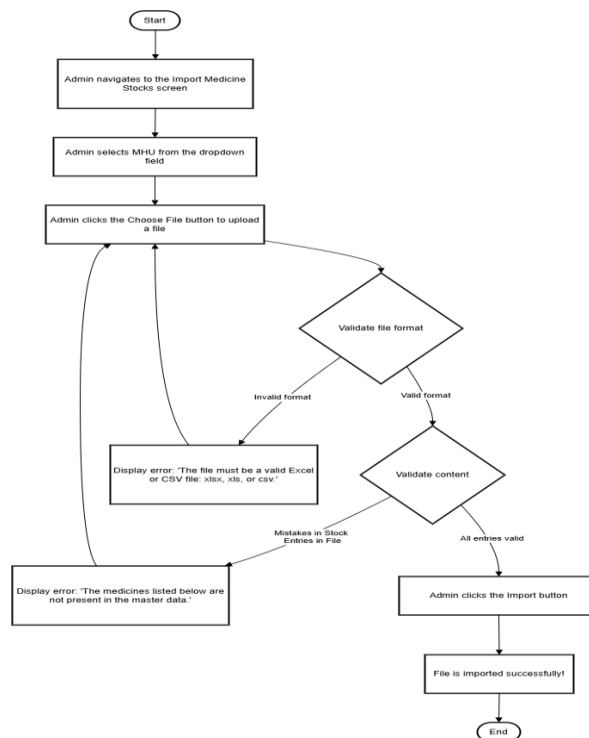 Start
Admin navigates to the Import Medicine
Stocks screen
Admin selects MHU from the dropdown
field
Admin clicks the Choose File button to upload
a file
Validate file format
Invalid format
Valid format
Display error: 'The file must be a valid Excel
or CSV file: xlsx, xls, or csv.'
Validate content
Mistakes in Stock
Entries in File
All entries valid
Display error: 'The medicines listed below are
not present in the master data.'
Admin clicks the Import button
File is imported successfully!
End